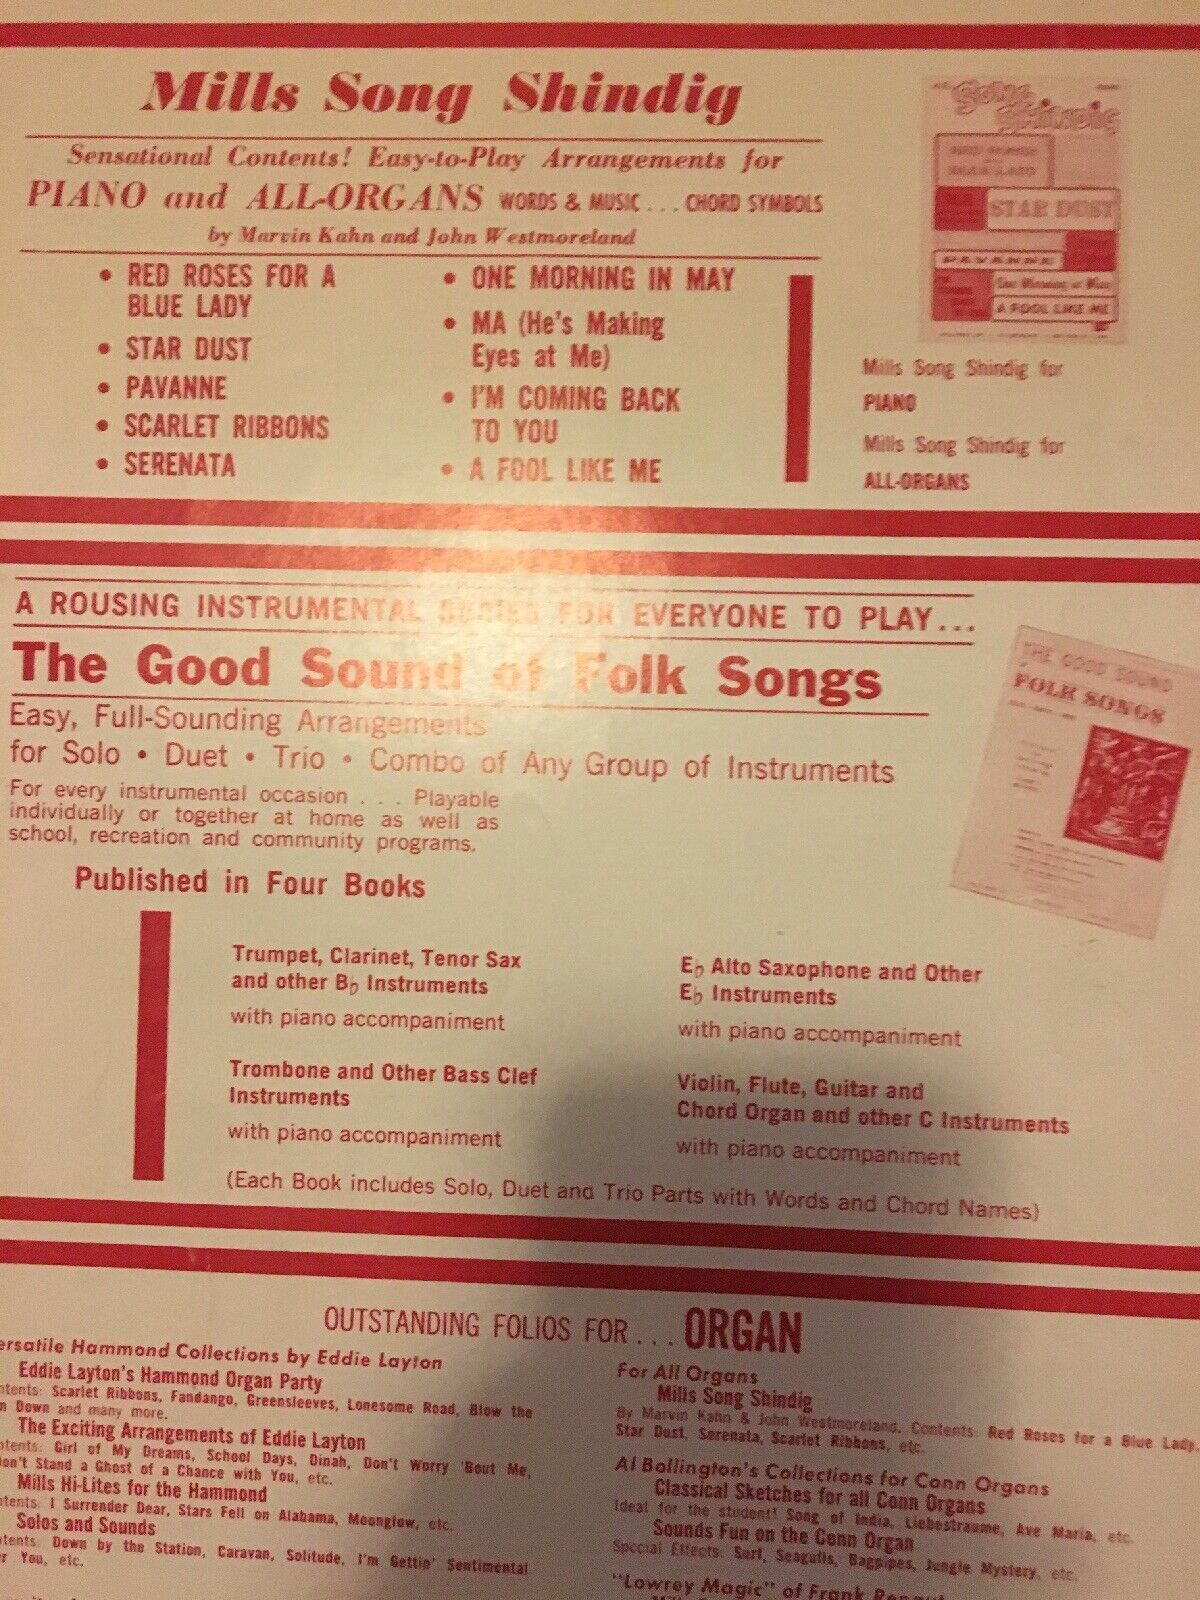 Mills Song Shindig
Sensational Contents! Easy-to-Play Arrangements for
PIANO and ALL-ORGANS WORDS & MUSIC ... CHORD SYMBOLS
by Marvin Kahn and John Westmoreland
• RED ROSES FOR A
BLUE LADY
• STAR DUST
• PAVANNE
• SCARLET RIBBONS
• SERENATA
• ONE MORNING IN MAY
• MA (He's Making
Eyes at Me)
• I'M COMING BACK
TO YOU
• A FOOL LIKE ME
Song
Shindig
RED ROSES
BLUE LADY
STAR DUST
PAVANNE
One Morning in May
A FOOL LIKE ME
Mills Song Shindig for
PIANO
Mills Song Shindig for
ALL-ORGANS
A ROUSING INSTRUMENTAL SERIES FOR EVERYONE TO PLAY...
The Good Sound of Folk Songs
Easy, Full-Sounding Arrangements
for Solo • Duet • Trio • Combo of Any Group of Instruments
For every instrumental occasion . . . Playable
individually or together at home as well as
school, recreation and community programs.
THE GOOD SOUND
FOLK SONGS
Published in Four Books
Trumpet, Clarinet, Tenor Sax
and other B♭ Instruments
with piano accompaniment
Trombone and Other Bass Clef
Instruments
with piano accompaniment
E♭ Alto Saxophone and Other
E♭ Instruments
with piano accompaniment
Violin, Flute, Guitar and
Chord Organ and other C Instruments
with piano accompaniment
(Each Book includes Solo, Duet and Trio Parts with Words and Chord Names)
OUTSTANDING FOLIOS FOR... ORGAN
ersatile Hammond Collections by Eddie Layton
Eddie Layton's Hammond Organ Party
ntents: Scarlet Ribbons, Fandango, Greensleeves, Lonesome Road, Blow the
n Down and many more.
The Exciting Arrangements of Eddie Layton
ntents: Girl of My Dreams, School Days, Dinah, Don't Worry 'Bout Me,
on't Stand a Ghost of a Chance with You, etc.
Mills Hi-Lites for the Hammond
ntents: I Surrender Dear, Stars Fell on Alabama, Moonglow, etc.
Solos and Sounds
ntents: Down by the Station, Caravan, Solitude, I'm Gettin' Sentimental
er You, etc.
For All Organs
Mills Song Shindig
By Marvin Kahn & John Westmoreland. Contents: Red Roses for a Blue Lady,
Star Dust, Serenata, Scarlet Ribbons, etc.
Al Bollington's Collections for Conn Organs
Classical Sketches for all Conn Organs
Ideal for the student! Song of India, Liebestraume, Ave Maria, etc.
Sounds Fun on the Conn Organ
Special Effects: Surf, Seagulls, Bagpipes, Jungle Mystery, etc.
"Lowrey Magic" of Frank